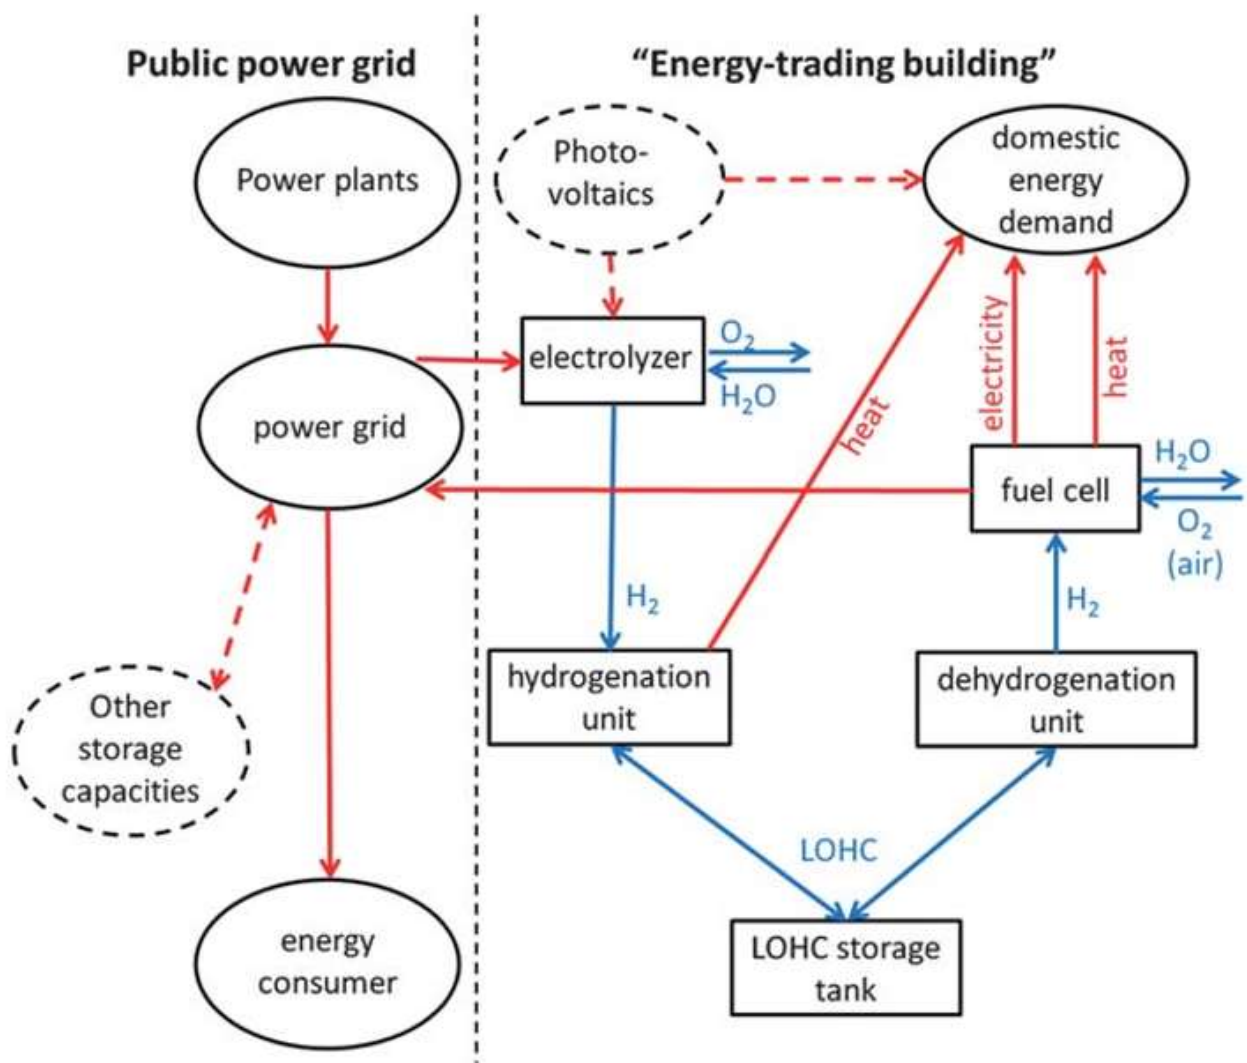 Public power grid
“Energy-trading building”
Power plants
Photo-
voltaics
domestic
energy
demand
electrolyzer
O₂
H₂O
electricity
heat
heat
power grid
fuel cell
H₂O
O₂
(air)
H₂
H₂
hydrogenation
unit
dehydrogenation
unit
Other
storage
capacities
LOHC
energy
consumer
LOHC storage
tank